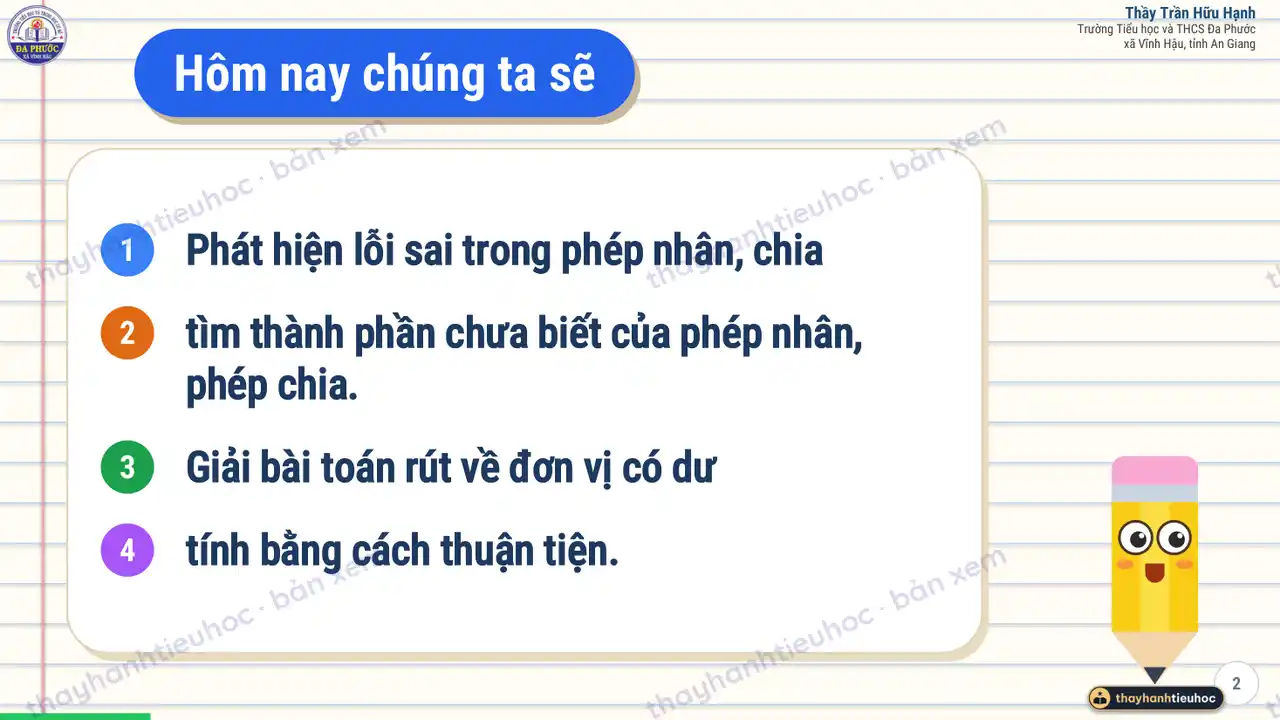 Thầy Trần Hữu Hạnh
Trường Tiểu học và THCS Đa Phước
xã Vĩnh Hậu, tỉnh An Giang
ĐA PHƯỚC
XÃ VĨNH HẬU
Hôm nay chúng ta sẽ
1 Phát hiện lỗi sai trong phép nhân, chia
2 tìm thành phần chưa biết của phép nhân,
phép chia.
3 Giải bài toán rút về đơn vị có dư
4 tính bằng cách thuận tiện.
thayhanhtieuhoc · bản xem
thayhanhtieuhoc · bản xem
thayhanhtieuhoc · bản xem
thayhanhtieuhoc · bản xem
thayhanhtieuhoc
2